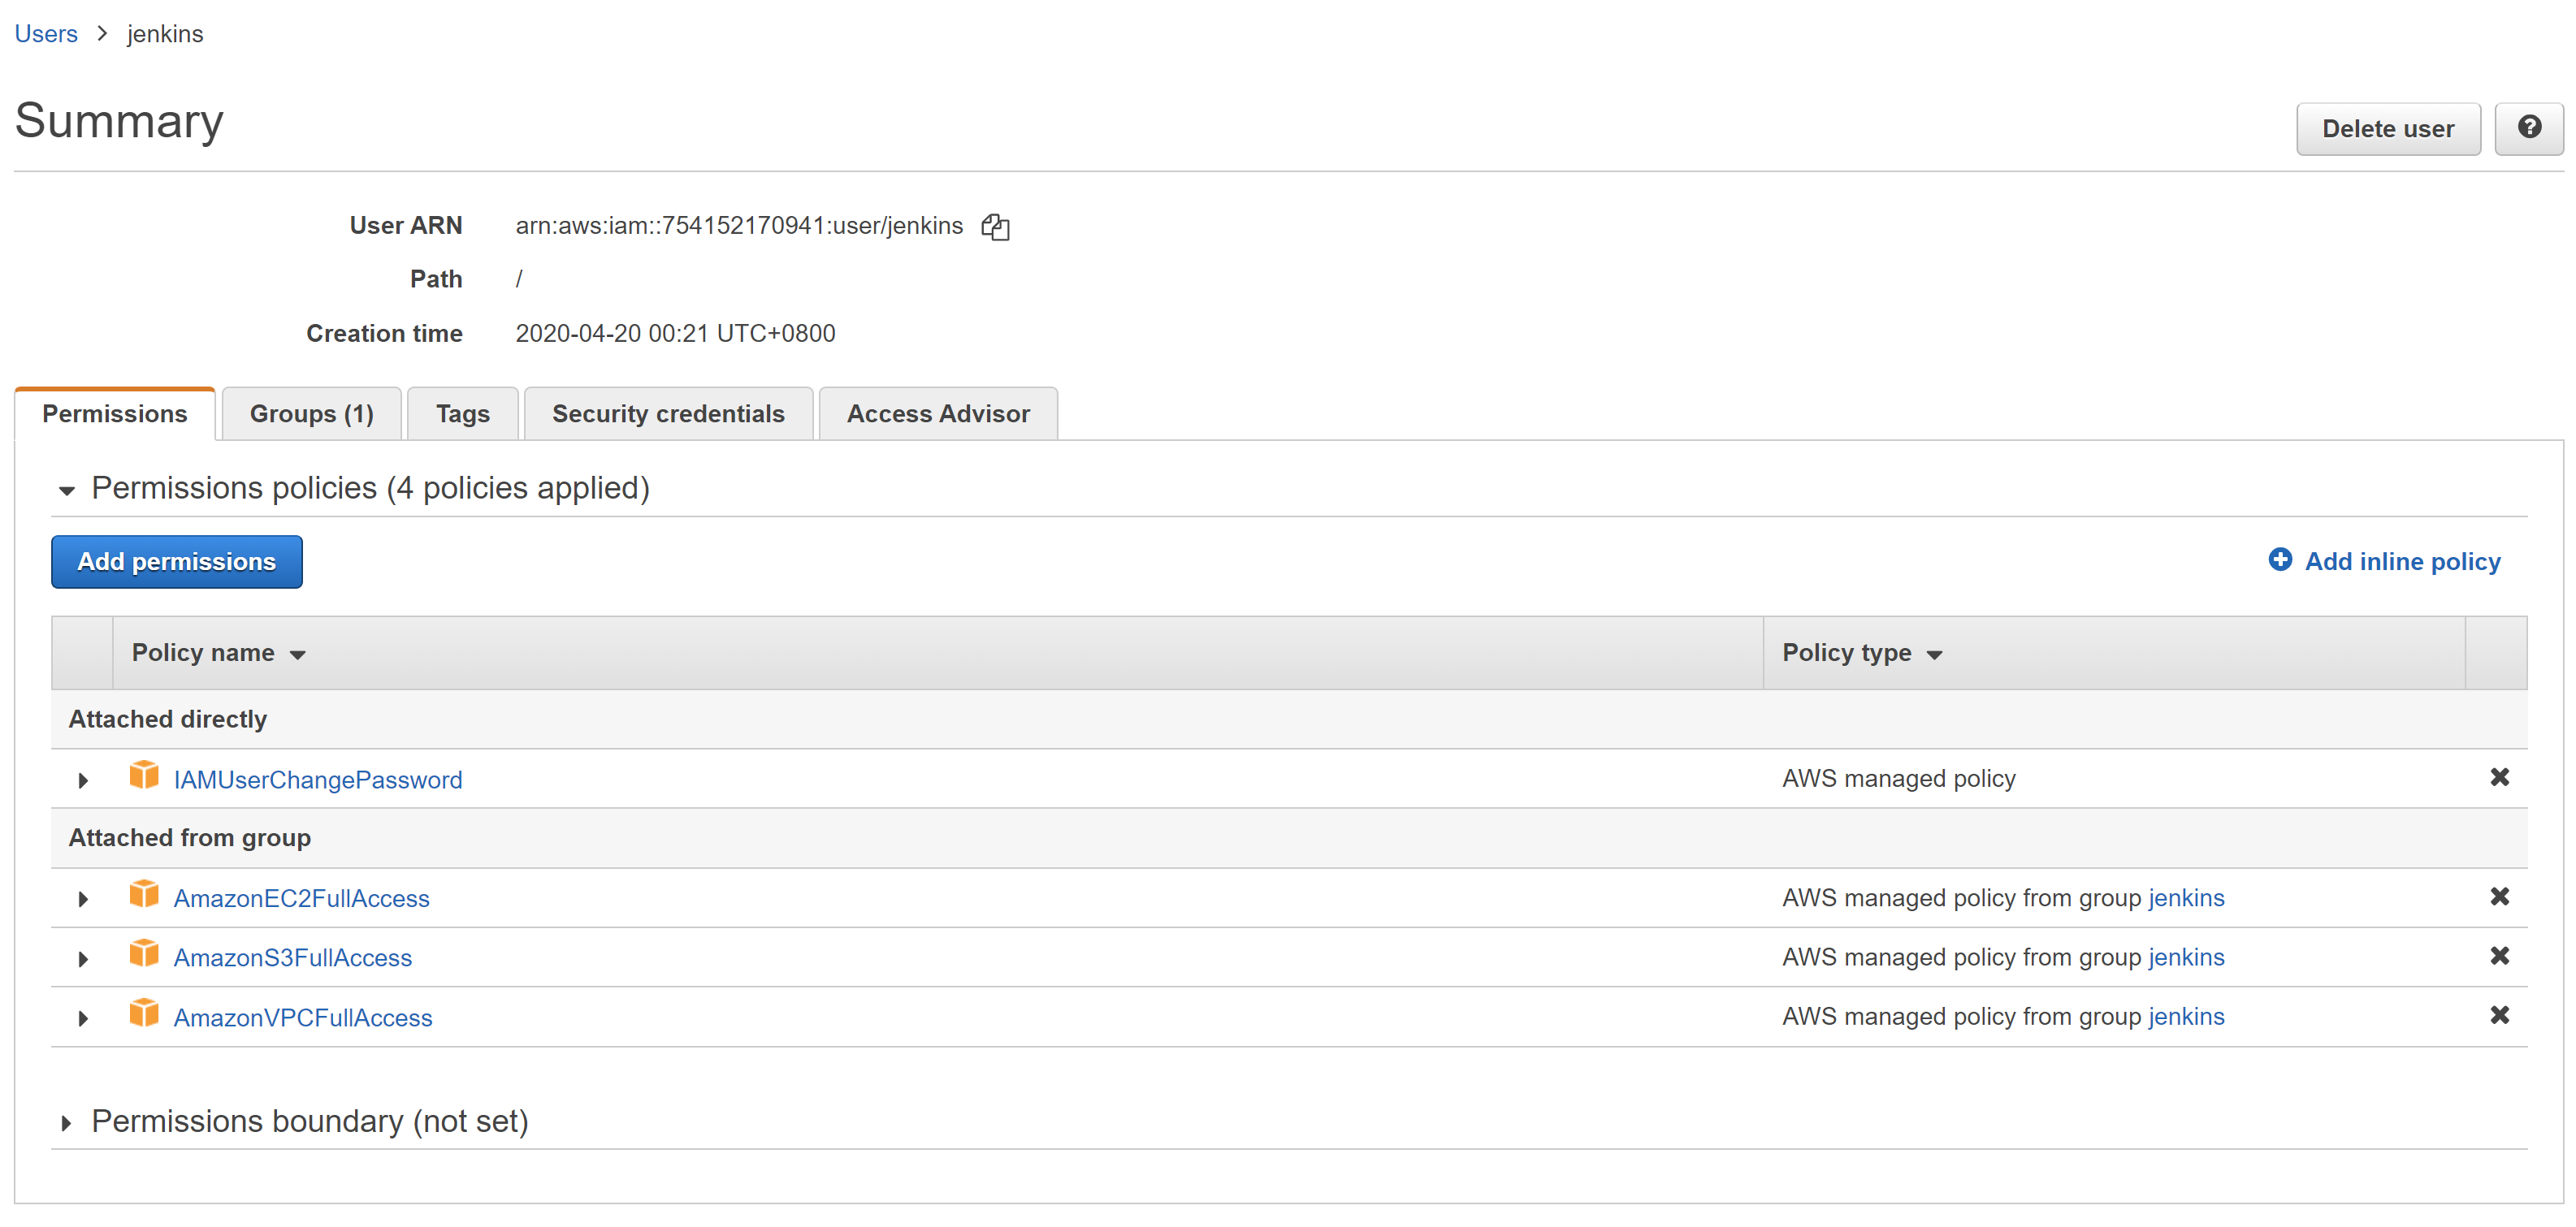 Users > jenkins
Summary
Delete user
User ARN arn:aws:iam::754152170941:user/jenkins
Path /
Creation time 2020-04-20 00:21 UTC+0800
Permissions Groups (1) Tags Security credentials Access Advisor
Permissions policies (4 policies applied)
Add permissions Add inline policy
Policy name Policy type
Attached directly
IAMUserChangePassword AWS managed policy
Attached from group
AmazonEC2FullAccess AWS managed policy from group jenkins
AmazonS3FullAccess AWS managed policy from group jenkins
AmazonVPCFullAccess AWS managed policy from group jenkins
Permissions boundary (not set)